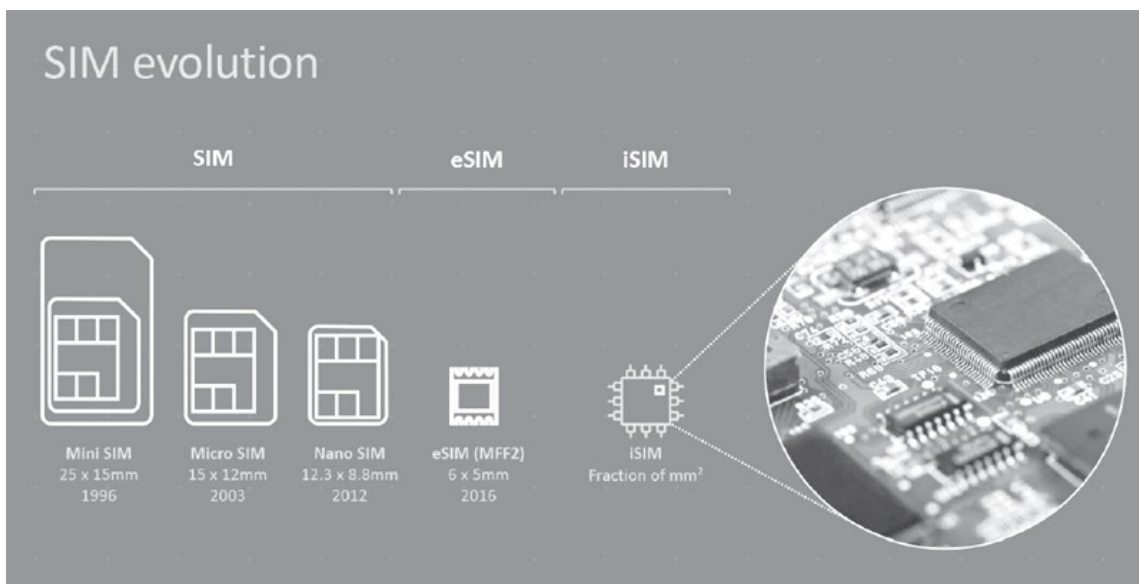 SIM evolution
SIM
eSIM
iSIM
Mini SIM
25 x 15mm
1996
Micro SIM
15 x 12mm
2003
Nano SIM
12.3 x 8.8mm
2012
eSIM (MFF2)
6 x 5mm
2016
iSIM
Fraction of mm²
TP10